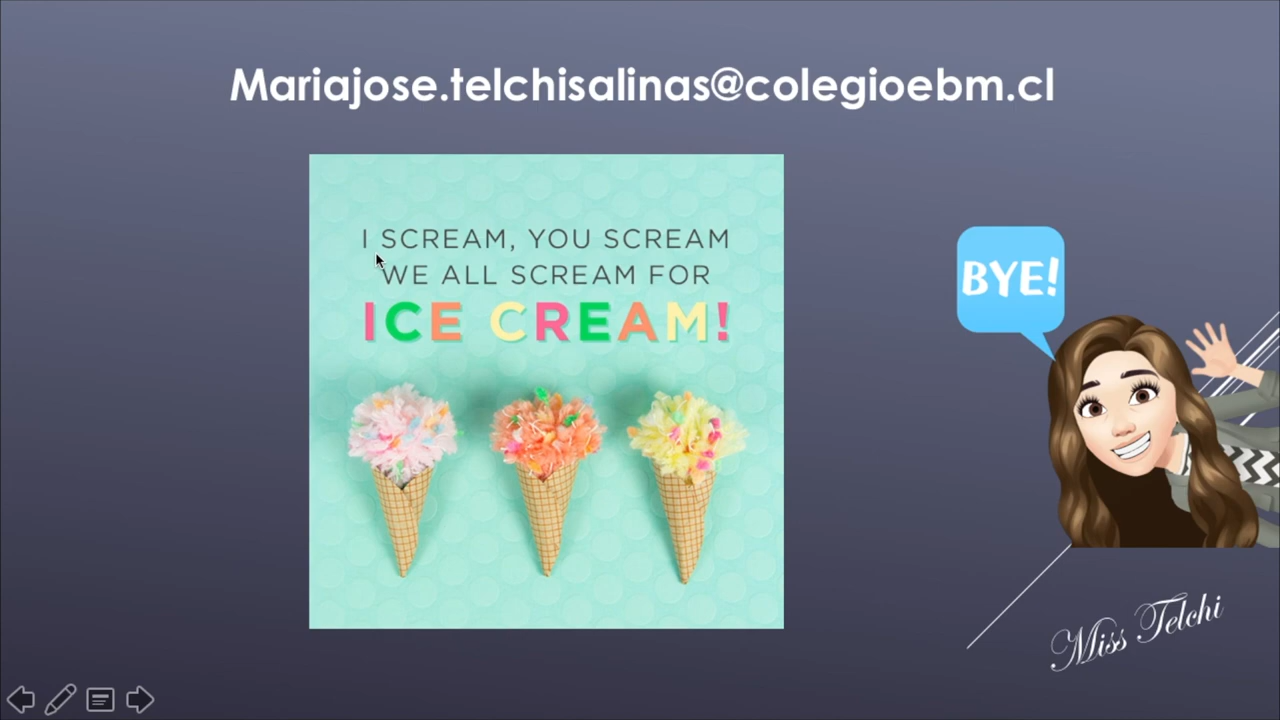 Mariajose.telchisalinas@colegioebm.cl
I SCREAM, YOU SCREAM
WE ALL SCREAM FOR
ICE CREAM!
BYE!
Miss Telchi